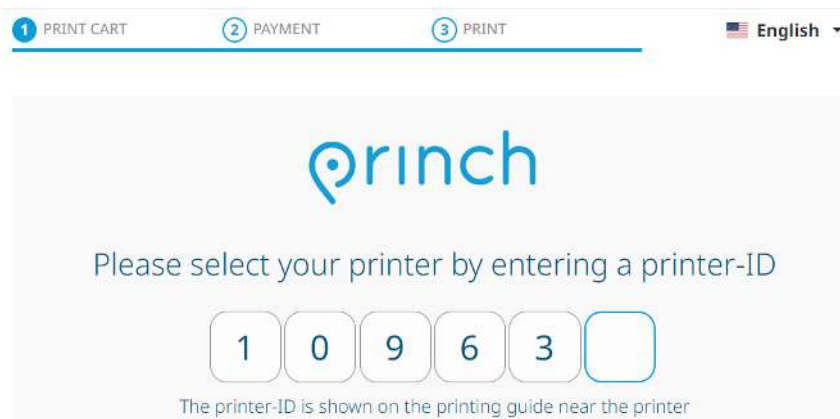 1 PRINT CART 2 PAYMENT 3 PRINT English
princh
Please select your printer by entering a printer-ID
1 0 9 6 3
The printer-ID is shown on the printing guide near the printer